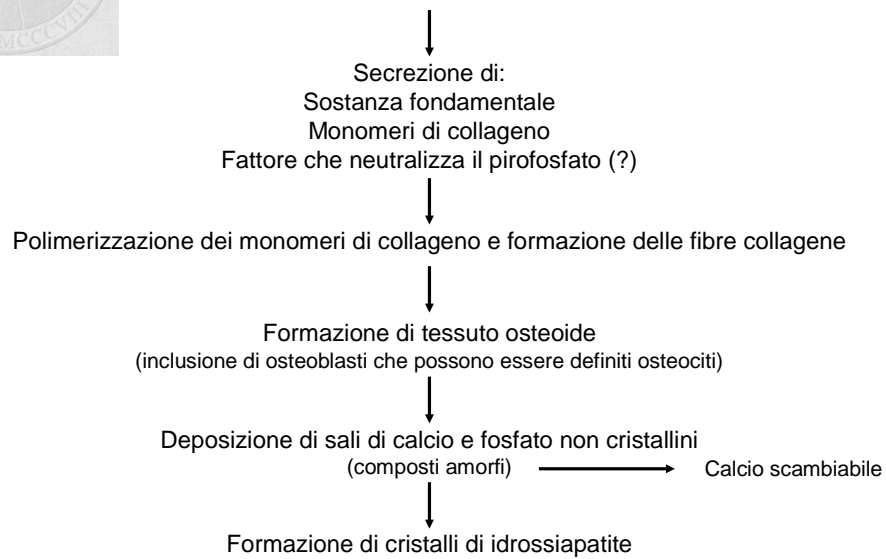 MCCCVIII
Secrezione di:
Sostanza fondamentale
Monomeri di collageno
Fattore che neutralizza il pirofosfato (?)
Polimerizzazione dei monomeri di collageno e formazione delle fibre collagene
Formazione di tessuto osteoide
(inclusione di osteoblasti che possono essere definiti osteociti)
Deposizione di sali di calcio e fosfato non cristallini
(composti amorfi)
Calcio scambiabile
Formazione di cristalli di idrossiapatite